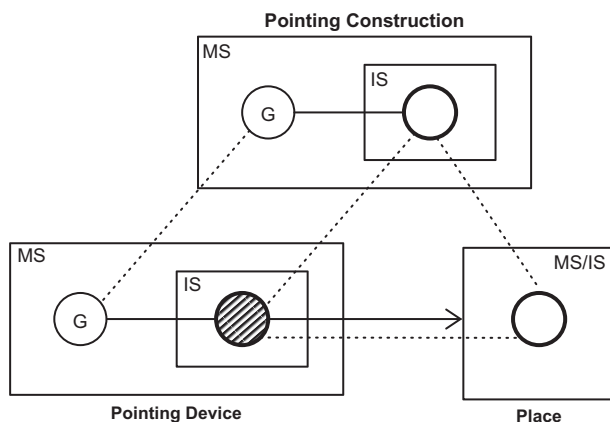 Pointing Construction
MS
IS
G
MS
MS/IS
IS
G
Pointing Device
Place